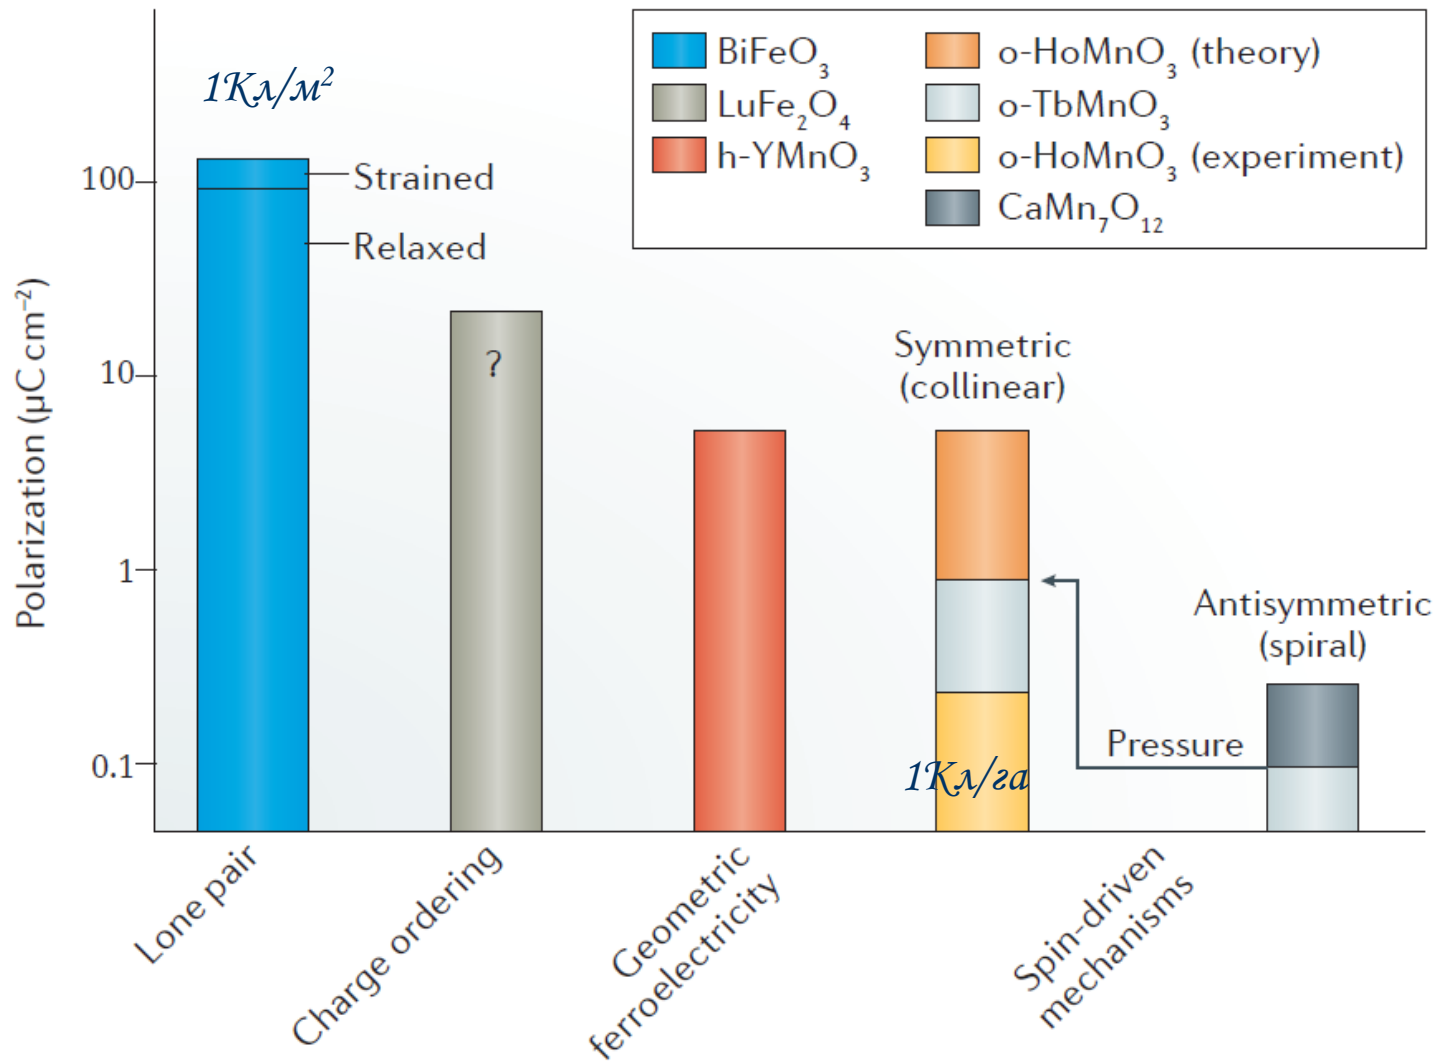 1Кл/м²
BiFeO₃
LuFe₂O₄
h-YMnO₃
o-HoMnO₃ (theory)
o-TbMnO₃
o-HoMnO₃ (experiment)
CaMn₇O₁₂
Polarization (μC cm⁻²)
100
10
1
0.1
Strained
Relaxed
?
Symmetric
(collinear)
Antisymmetric
(spiral)
Pressure
1Кл/га
Lone pair
Charge ordering
Geometric
ferroelectricity
Spin-driven
mechanisms